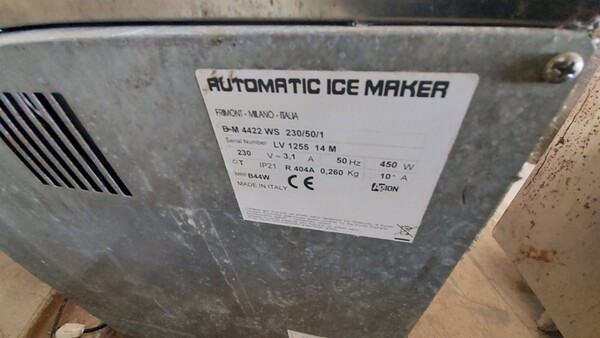 AUTOMATIC ICE MAKER
FRIMONT - MILANO - ITALIA
B-M 4422 WS 230/50/1
Serial Number LV 1255 14 M
230 V ~ 3,1 A 50 Hz 450 W
T IP21 R 404A 0,260 Kg 10 A
B44W
MADE IN ITALY CE